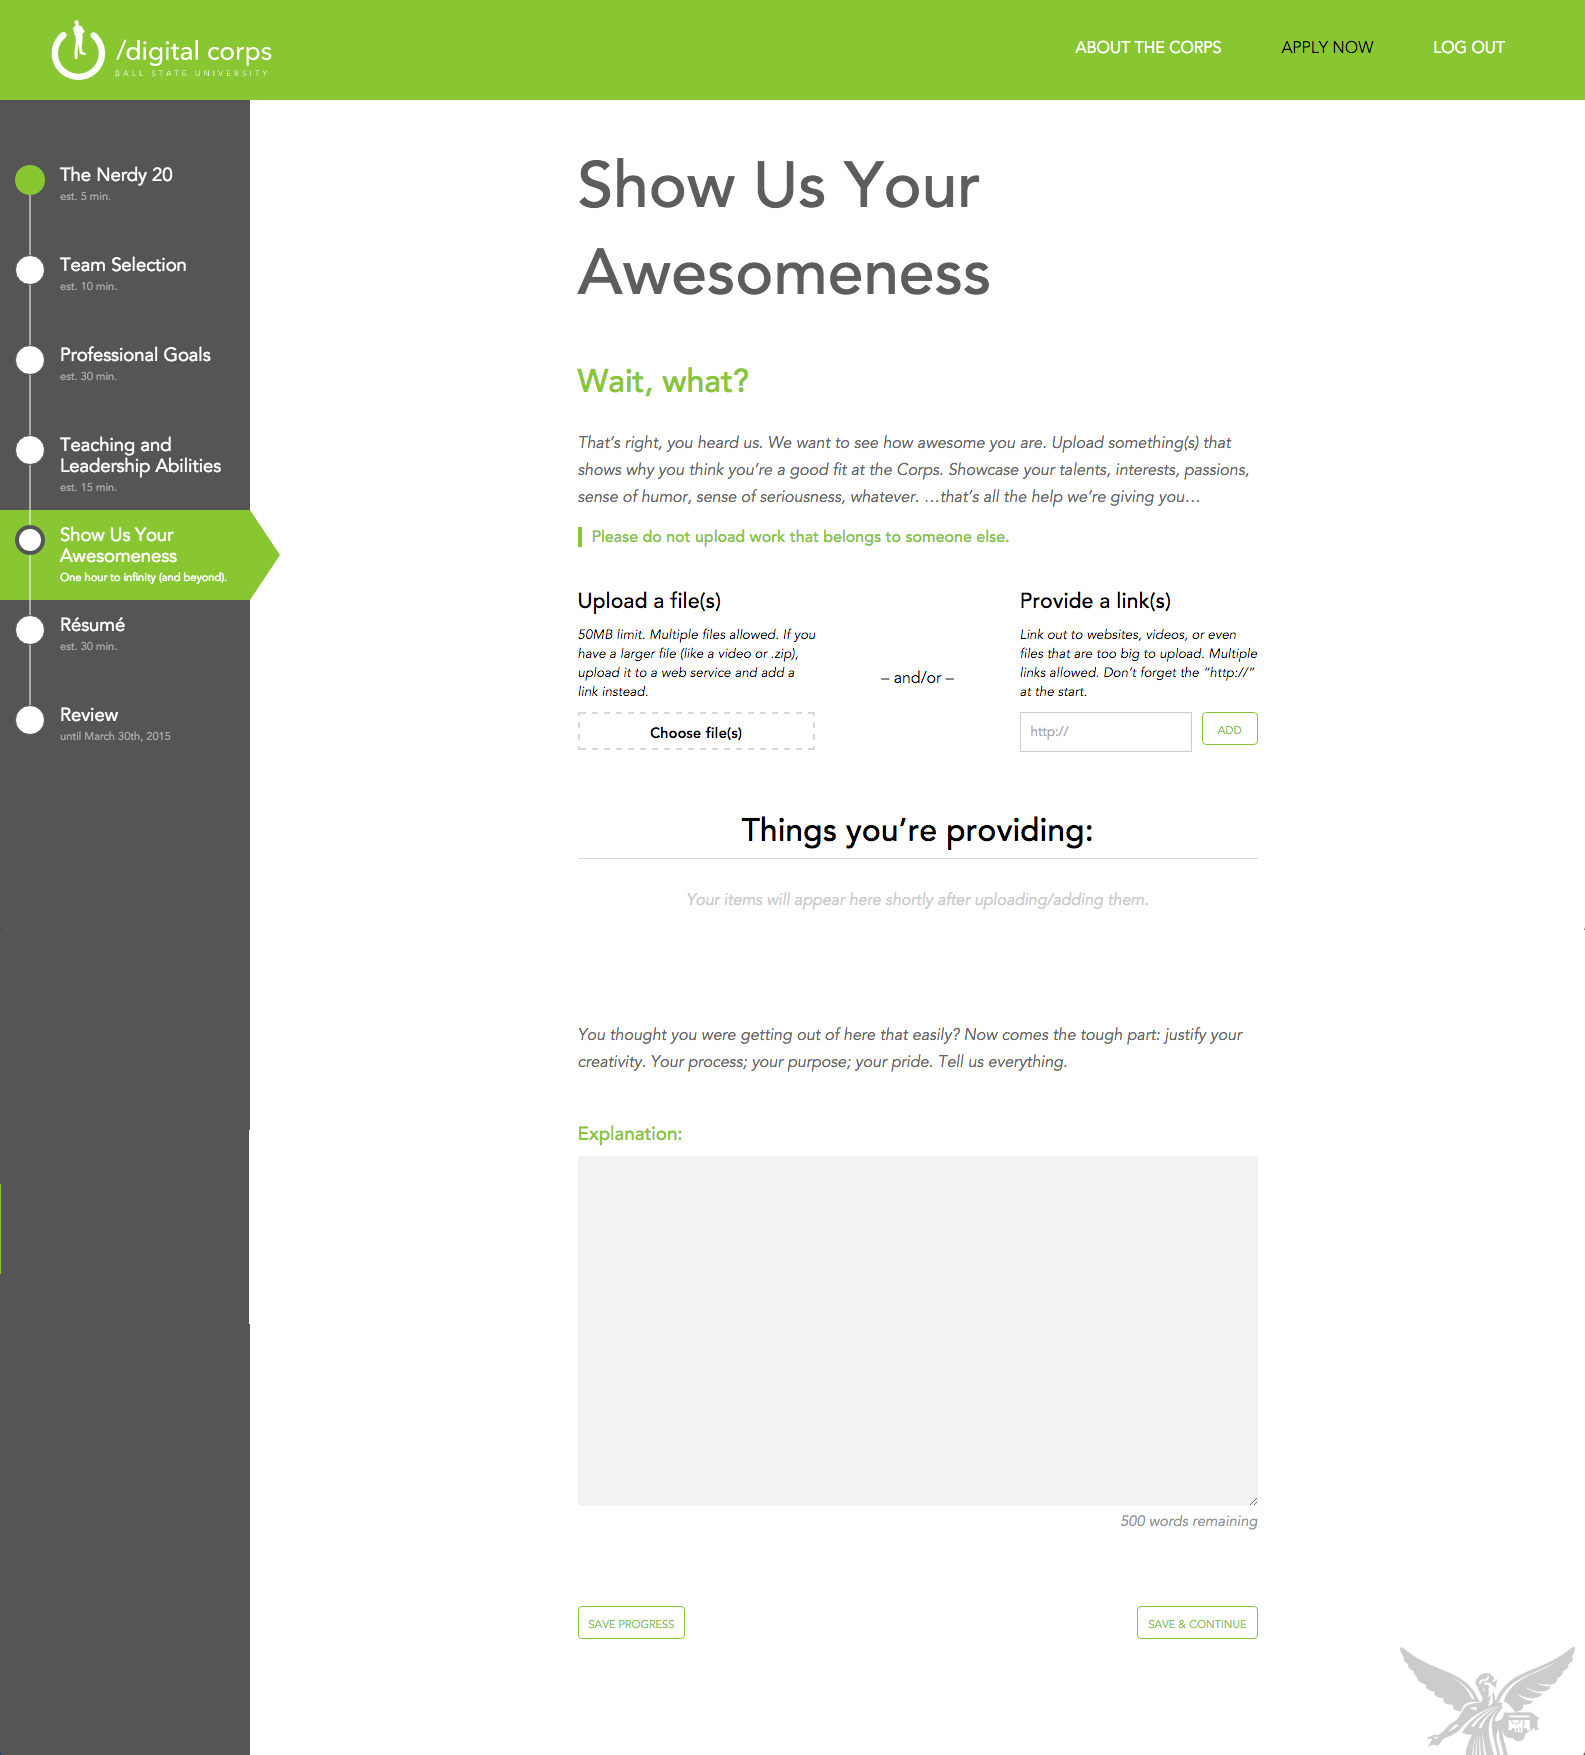 /digital corps
BALL STATE UNIVERSITY
ABOUT THE CORPS
APPLY NOW
LOG OUT
The Nerdy 20
est. 5 min.
Team Selection
est. 10 min.
Professional Goals
est. 30 min.
Teaching and
Leadership Abilities
est. 15 min.
Show Us Your
Awesomeness
One hour to infinity (and beyond).
Résumé
est. 30 min.
Review
until March 30th, 2015
Show Us Your
Awesomeness
Wait, what?
That’s right, you heard us. We want to see how awesome you are. Upload something(s) that
shows why you think you’re a good fit at the Corps. Showcase your talents, interests, passions,
sense of humor, sense of seriousness, whatever. …that’s all the help we’re giving you…
Please do not upload work that belongs to someone else.
Upload a file(s)
50MB limit. Multiple files allowed. If you
have a larger file (like a video or .zip),
upload it to a web service and add a
link instead.
Choose file(s)
– and/or –
Provide a link(s)
Link out to websites, videos, or even
files that are too big to upload. Multiple
links allowed. Don’t forget the “http://”
at the start.
http://
ADD
Things you’re providing:
Your items will appear here shortly after uploading/adding them.
You thought you were getting out of here that easily? Now comes the tough part: justify your
creativity. Your process; your purpose; your pride. Tell us everything.
Explanation:
500 words remaining
SAVE PROGRESS
SAVE & CONTINUE